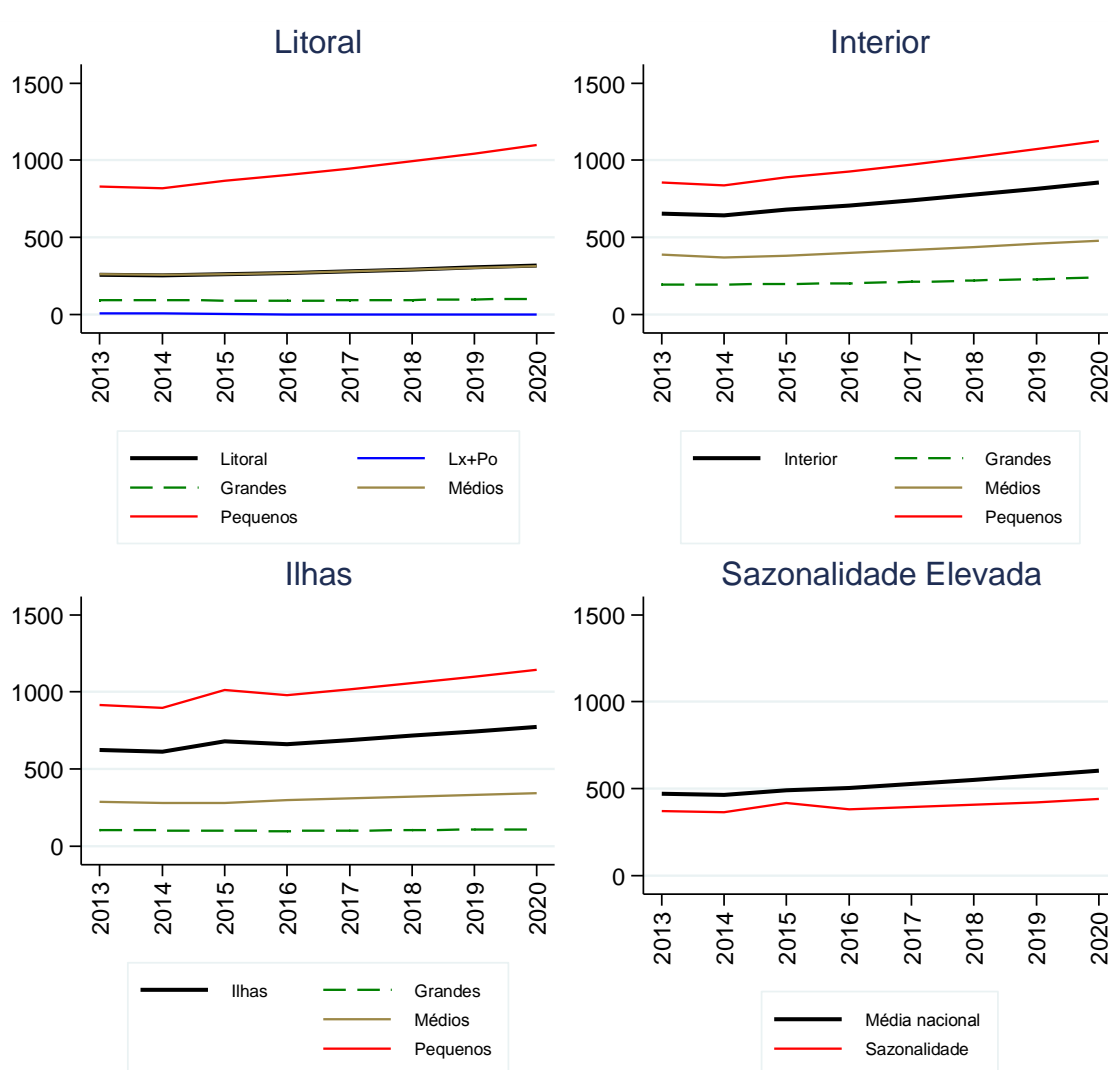 Litoral
1500
1000
500
0
2013 2014 2015 2016 2017 2018 2019 2020
Litoral Lx+Po
Grandes Médios
Pequenos
Interior
1500
1000
500
0
2013 2014 2015 2016 2017 2018 2019 2020
Interior Grandes
Médios
Pequenos
Ilhas
1500
1000
500
0
2013 2014 2015 2016 2017 2018 2019 2020
Ilhas Grandes
Médios
Pequenos
Sazonalidade Elevada
1500
1000
500
0
2013 2014 2015 2016 2017 2018 2019 2020
Média nacional
Sazonalidade